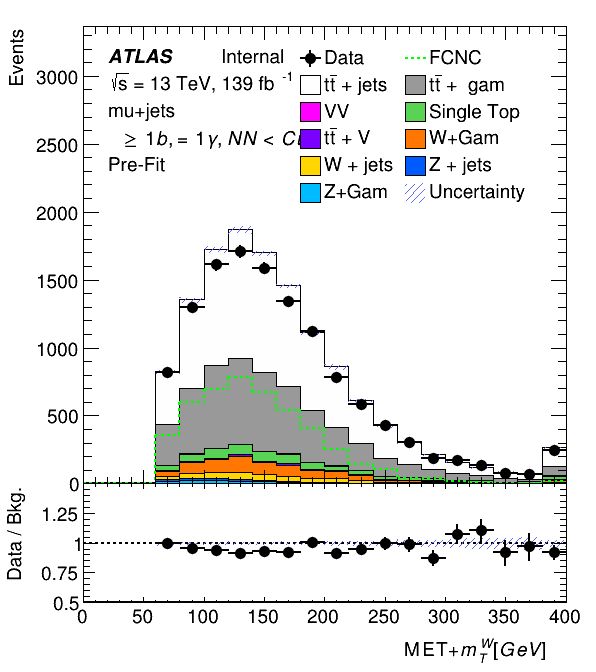 Events
ATLAS Internal
√s = 13 TeV, 139 fb⁻¹
mu+jets
≥ 1b, = 1γ, NN < 
Pre-Fit
Data
FCNC
tt̄ + jets
tt̄ + gam
VV
Single Top
tt̄ + V
W+Gam
W + jets
Z + jets
Z+Gam
Uncertainty
3000
2500
2000
1500
1000
500
0
Data / Bkg.
1.25
1
0.75
0.5
0 50 100 150 200 250 300 350 400
MET+m_T^W[GeV]